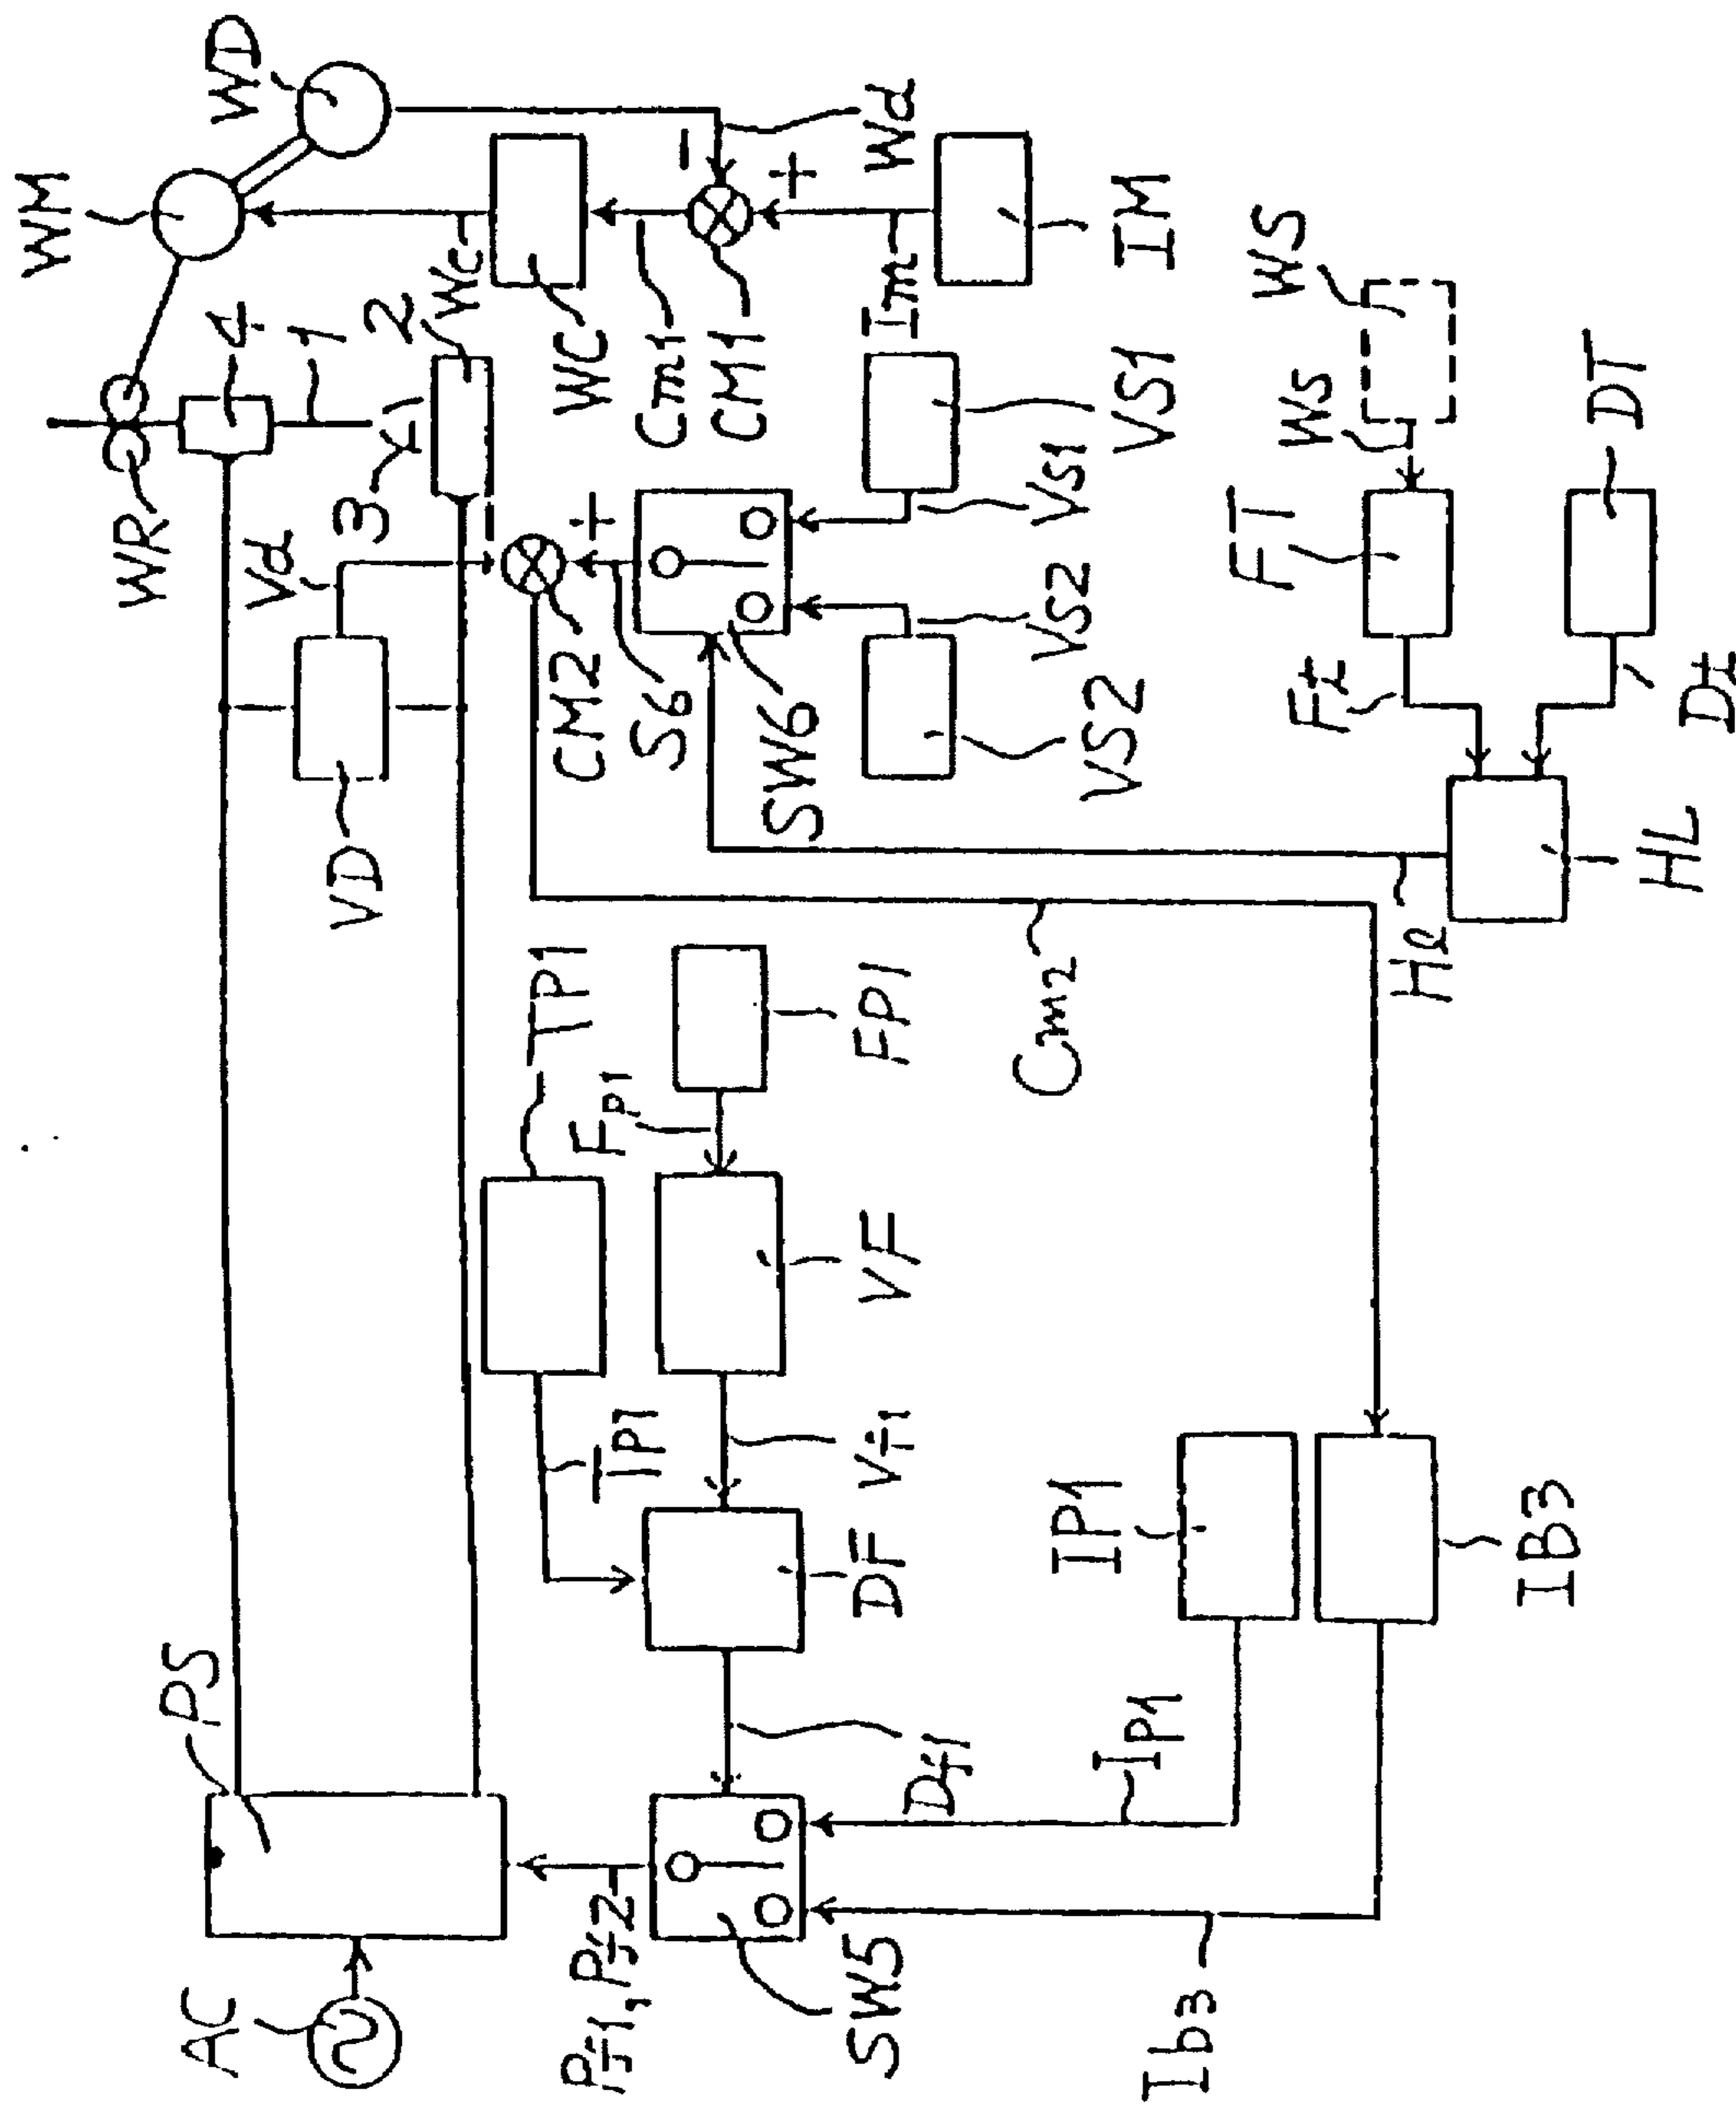 AC
PS
VD
Vd
WR
WM
WD
4
1
3
2
Wc
WC
Cm1
CM1
−
+
Wd
Im
IM
−
+
CM2
S6
SW6
VS1
Vs1
VS2
Vs2
TP1
TP1
Fp1
FP1
VF
Vf1
DF
Df1
Pf1, Pf2
SW5
IP1
Ip1
IB3
Ib3
Cm2
Hl
HL
FT
Ft
WS
Ws
DT
Dt